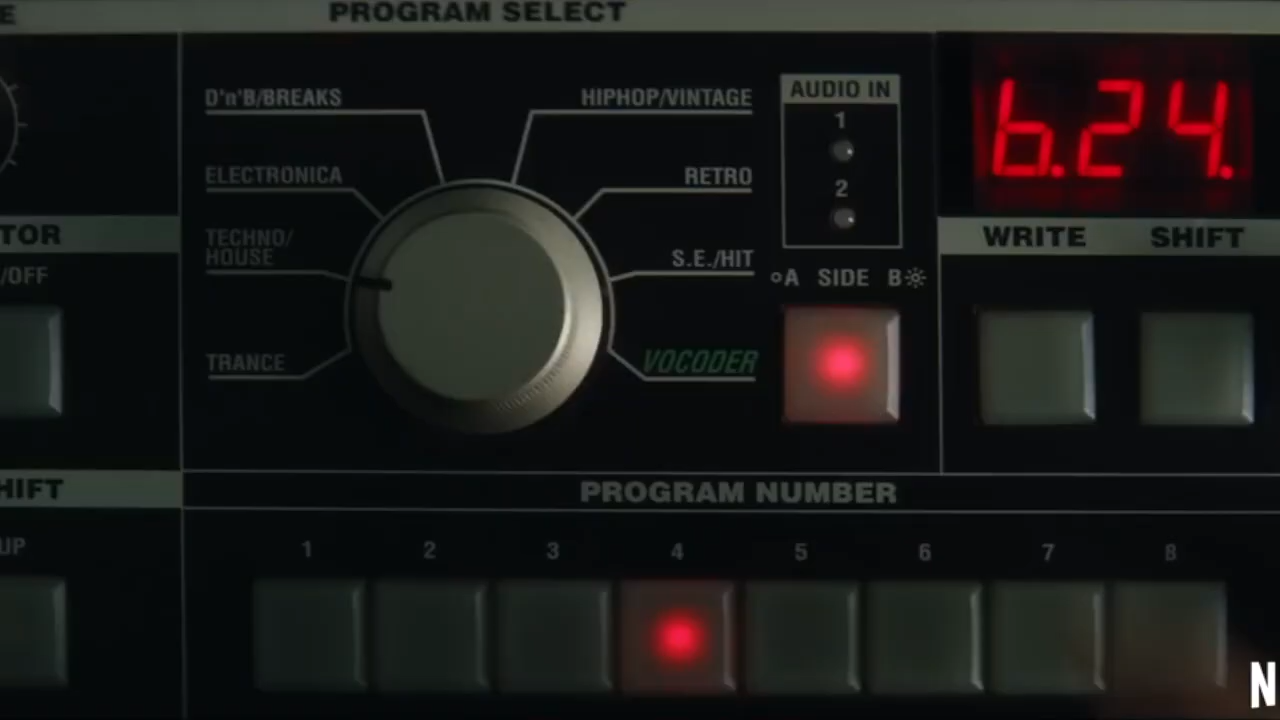 E
PROGRAM SELECT
D'n'B/BREAKS
HIPHOP/VINTAGE
ELECTRONICA
RETRO
TECHNO/
HOUSE
S.E./HIT
TRANCE
VOCODER
AUDIO IN
1
2
A SIDE B
b.24.
WRITE SHIFT
TOR
/OFF
HIFT
UP
PROGRAM NUMBER
1 2 3 4 5 6 7 8
N